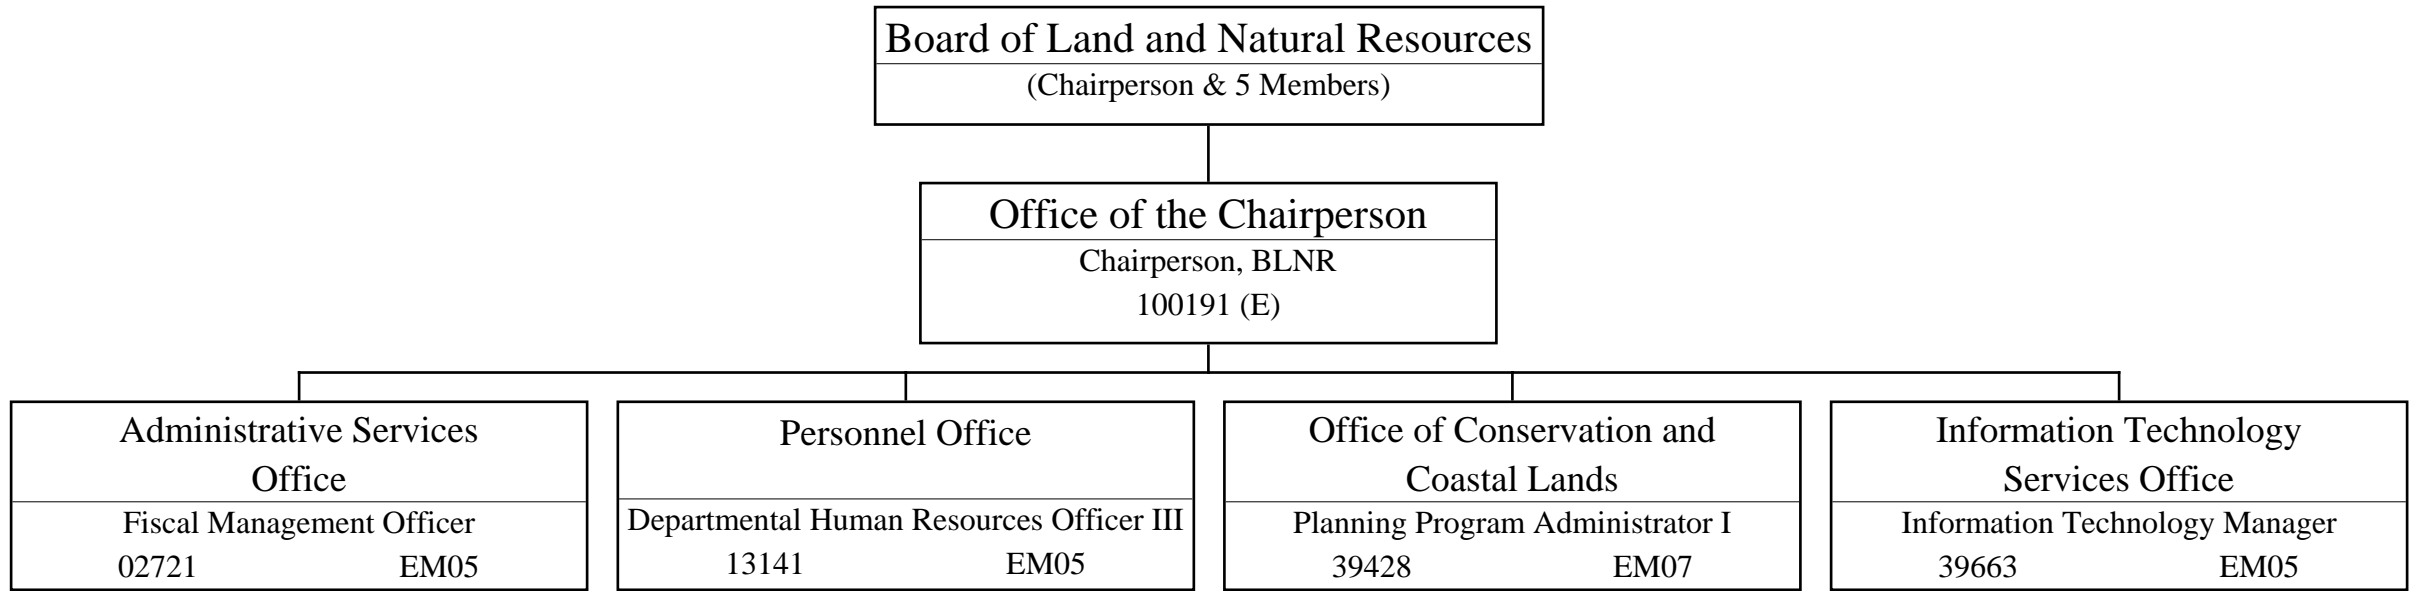 Board of Land and Natural Resources
(Chairperson & 5 Members)
Office of the Chairperson
Chairperson, BLNR
100191 (E)
Administrative Services
Office
Fiscal Management Officer
02721 EM05
Personnel Office
Departmental Human Resources Officer III
13141 EM05
Office of Conservation and
Coastal Lands
Planning Program Administrator I
39428 EM07
Information Technology
Services Office
Information Technology Manager
39663 EM05